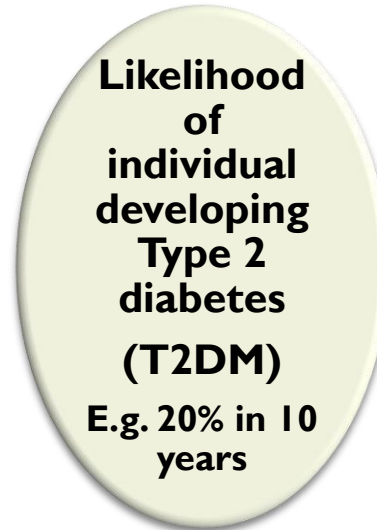 Likelihood
of
individual
developing
Type 2
diabetes
(T2DM)
E.g. 20% in 10
years